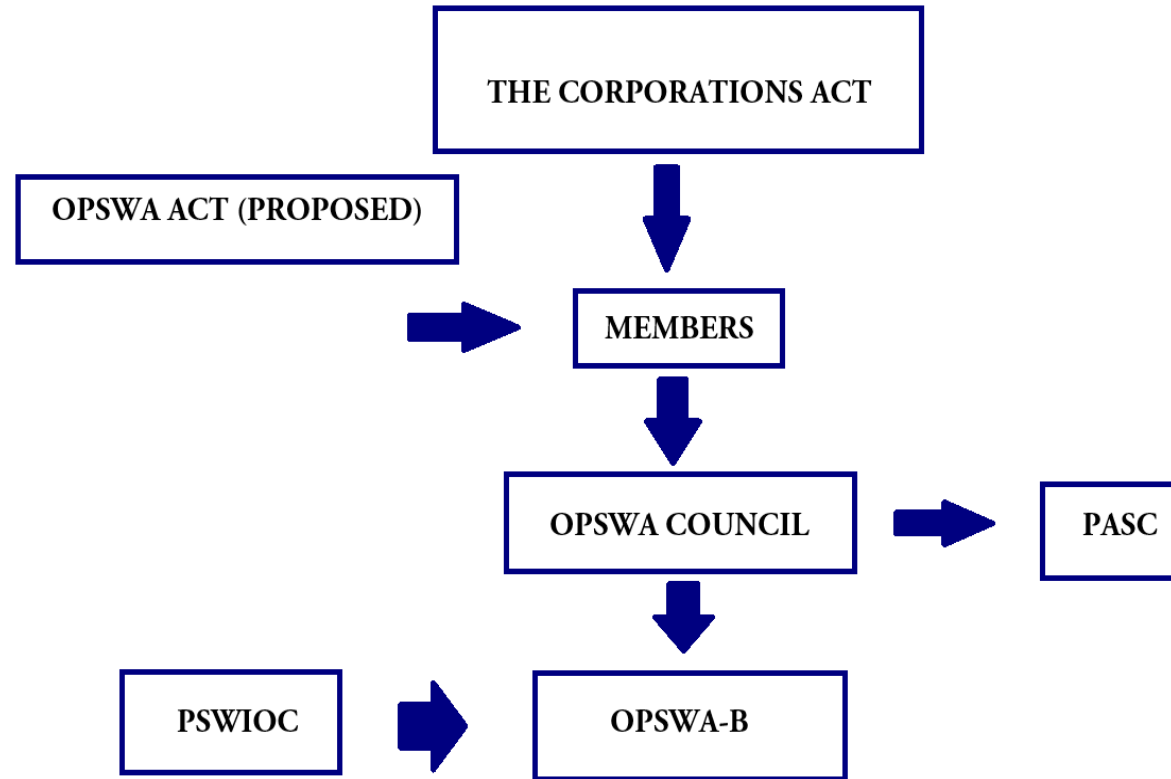 THE CORPORATIONS ACT
OPSWA ACT (PROPOSED)
MEMBERS
OPSWA COUNCIL
PASC
PSWIOC
OPSWA-B